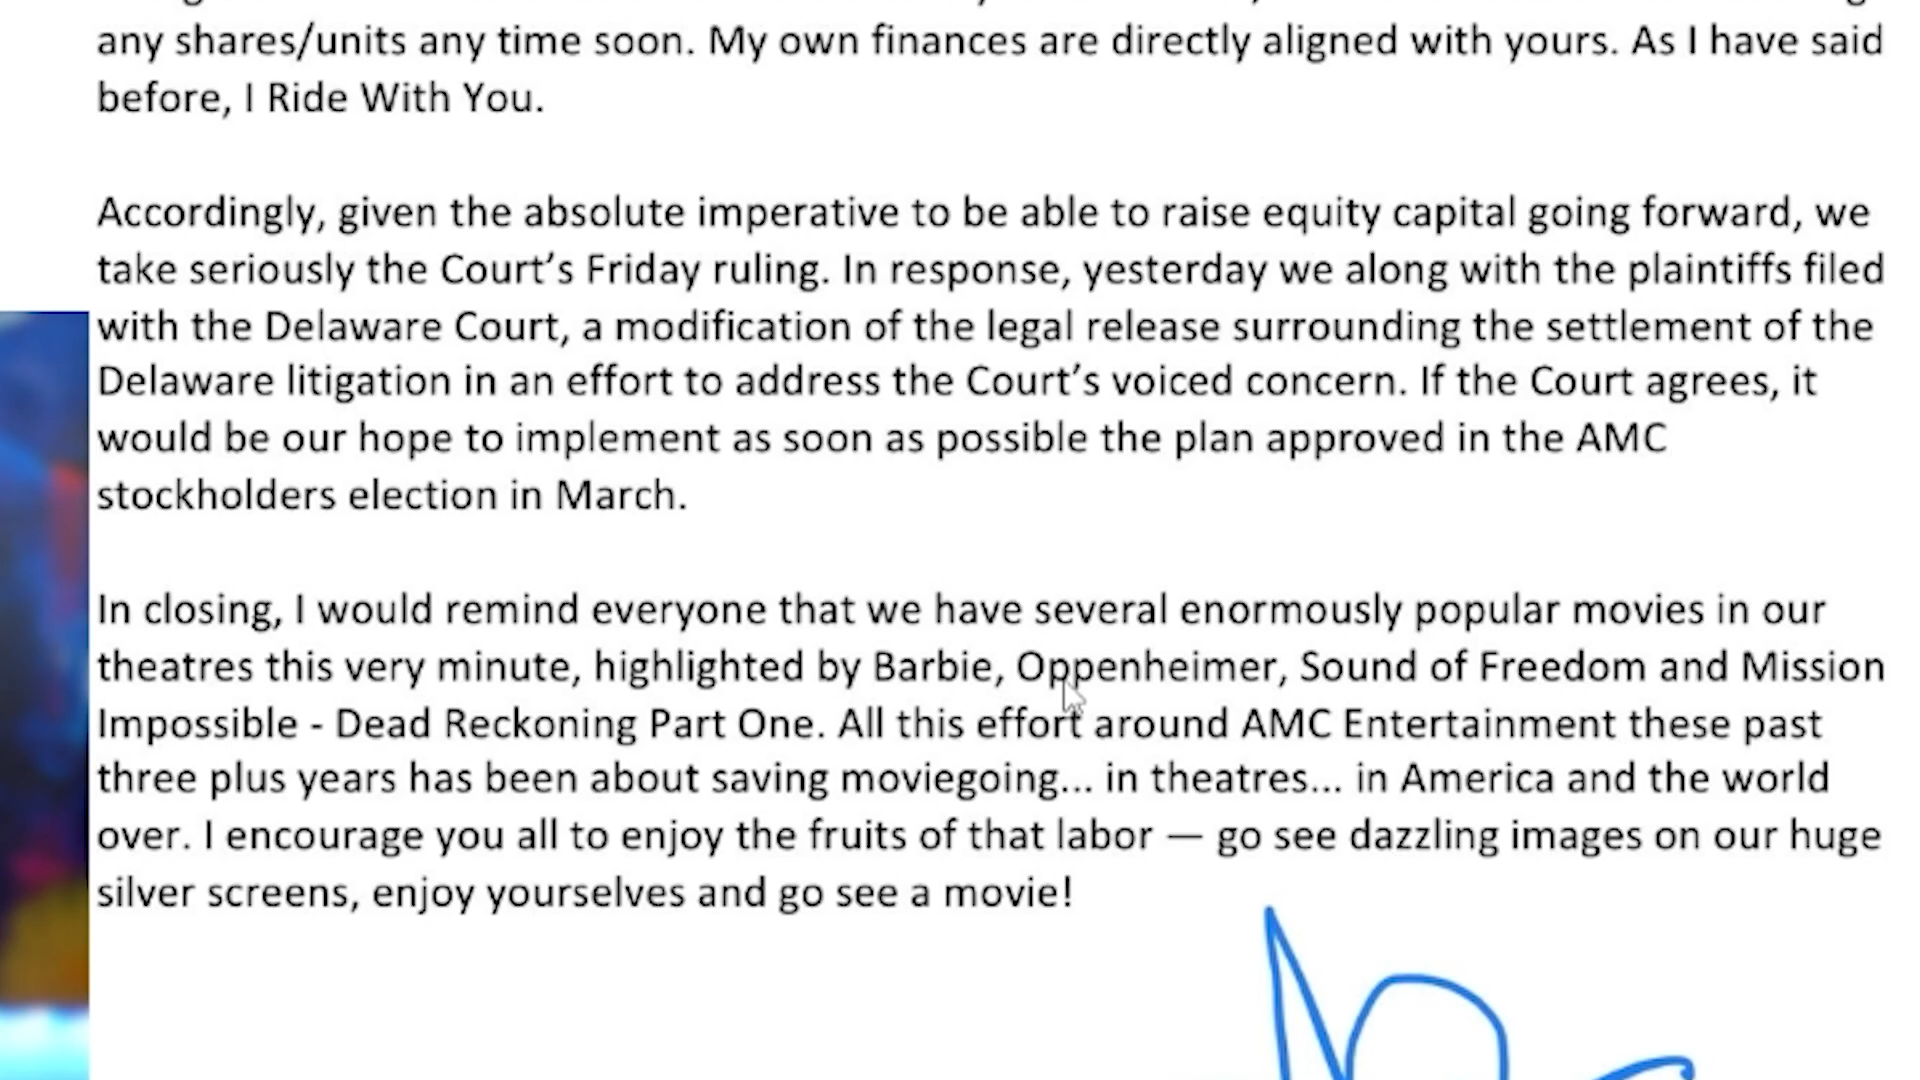 any shares/units any time soon. My own finances are directly aligned with yours. As I have said
before, I Ride With You.
Accordingly, given the absolute imperative to be able to raise equity capital going forward, we
take seriously the Court’s Friday ruling. In response, yesterday we along with the plaintiffs filed
with the Delaware Court, a modification of the legal release surrounding the settlement of the
Delaware litigation in an effort to address the Court’s voiced concern. If the Court agrees, it
would be our hope to implement as soon as possible the plan approved in the AMC
stockholders election in March.
In closing, I would remind everyone that we have several enormously popular movies in our
theatres this very minute, highlighted by Barbie, Oppenheimer, Sound of Freedom and Mission
Impossible - Dead Reckoning Part One. All this effort around AMC Entertainment these past
three plus years has been about saving moviegoing... in theatres... in America and the world
over. I encourage you all to enjoy the fruits of that labor — go see dazzling images on our huge
silver screens, enjoy yourselves and go see a movie!